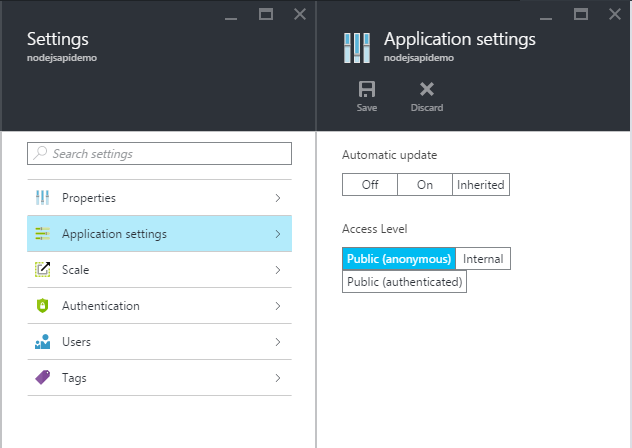 Settings
nodejsapidemo
Search settings
Properties
Application settings
Scale
Authentication
Users
Tags
Application settings
nodejsapidemo
Save Discard
Automatic update
Off On Inherited
Access Level
Public (anonymous) Internal
Public (authenticated)